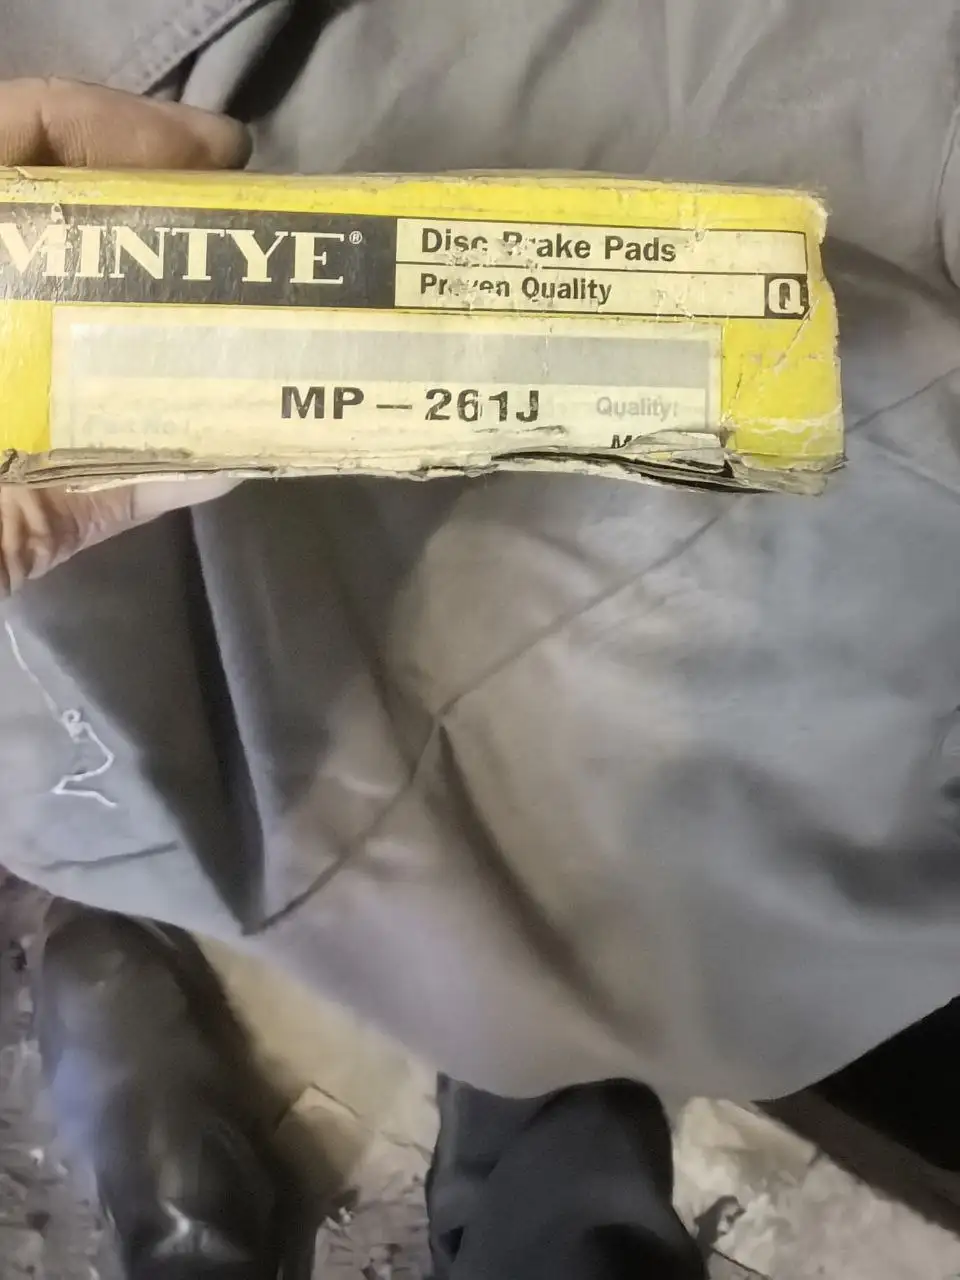 MINTYE®
Disc Brake Pads
Proven Quality Q
MP-261J
Quality: